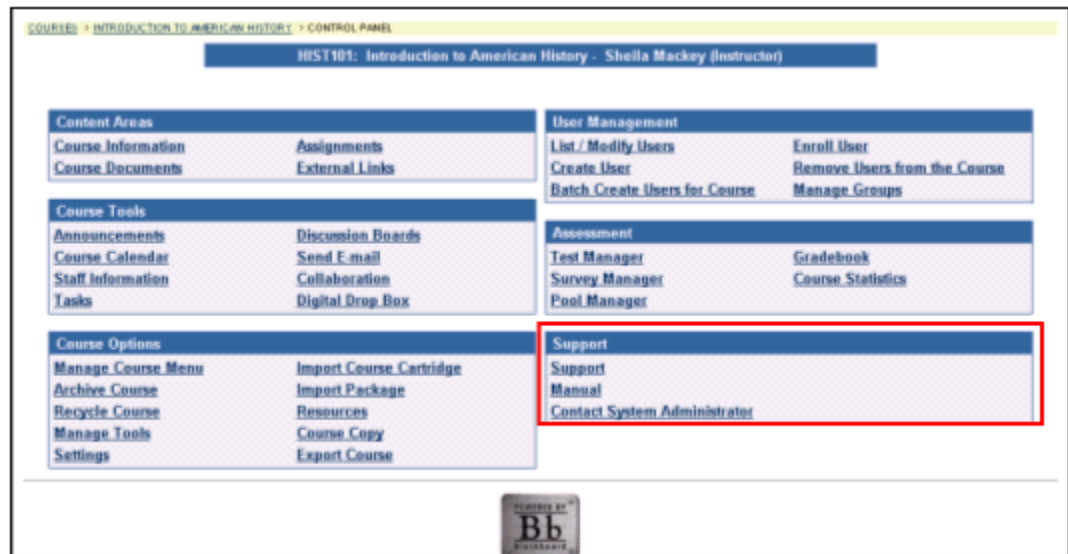 COURSES > INTRODUCTION TO AMERICAN HISTORY > CONTROL PANEL
HIST101: Introduction to American History - Sheila Mackey (Instructor)
Content Areas
Course Information Assignments
Course Documents External Links
Course Tools
Announcements Discussion Boards
Course Calendar Send E-mail
Staff Information Collaboration
Tasks Digital Drop Box
Course Options
Manage Course Menu Import Course Cartridge
Archive Course Import Package
Recycle Course Resources
Manage Tools Course Copy
Settings Export Course
User Management
List / Modify Users Enroll User
Create User Remove Users from the Course
Batch Create Users for Course Manage Groups
Assessment
Test Manager Gradebook
Survey Manager Course Statistics
Pool Manager
Support
Support
Manual
Contact System Administrator
POWERED BY
Bb
Blackboard